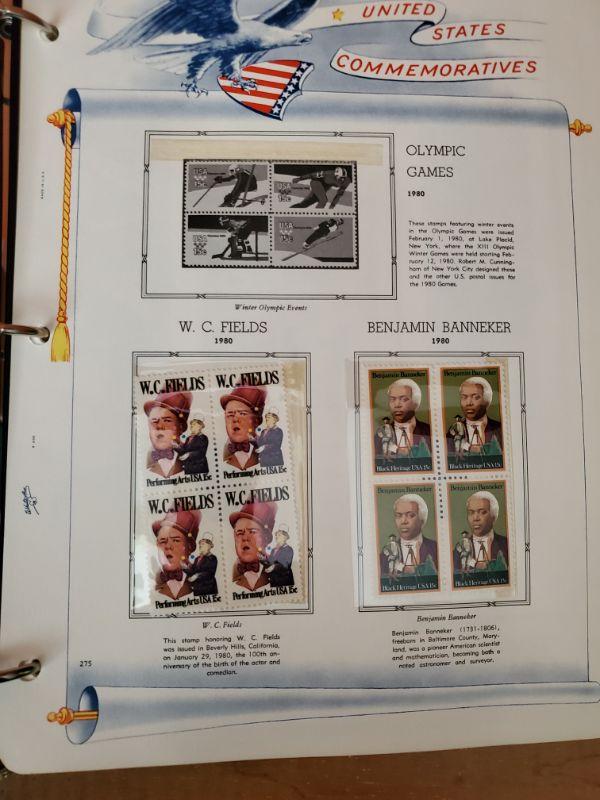 UNITED
STATES
COMMEMORATIVES
OLYMPIC
GAMES
1980
These stamps featuring winter events
in the Olympic Games were issued
February 1, 1980, at Lake Placid,
New York, where the XIII Olympic
Winter Games were held starting Feb-
ruary 12, 1980. Robert M. Cunning-
ham of New York City designed these
and the other U.S. postal issues for
the 1980 Games.
USA
15c
USA
15c
USA
15c
USA
15c
Winter Olympic Events
W. C. FIELDS
1980
BENJAMIN BANNEKER
1980
W.C. FIELDS
Performing Arts USA 15c
W.C. FIELDS
Performing Arts USA 15c
W.C. FIELDS
Performing Arts USA 15c
W.C. FIELDS
Performing Arts USA 15c
Benjamin Banneker
Black Heritage USA 15c
Benjamin Banneker
Black Heritage USA 15c
Benjamin Banneker
Black Heritage USA 15c
Benjamin Banneker
Black Heritage USA 15c
W. C. Fields
This stamp honoring W. C. Fields
was issued in Beverly Hills, California,
on January 29, 1980, the 100th an-
niversary of the birth of the actor and
comedian.
Benjamin Banneker
Benjamin Banneker (1731-1806),
freeborn in Baltimore County, Mary-
land, was a pioneer American scientist
and mathematician, becoming both a
noted astronomer and surveyor.
275
MADE IN U.S.A.